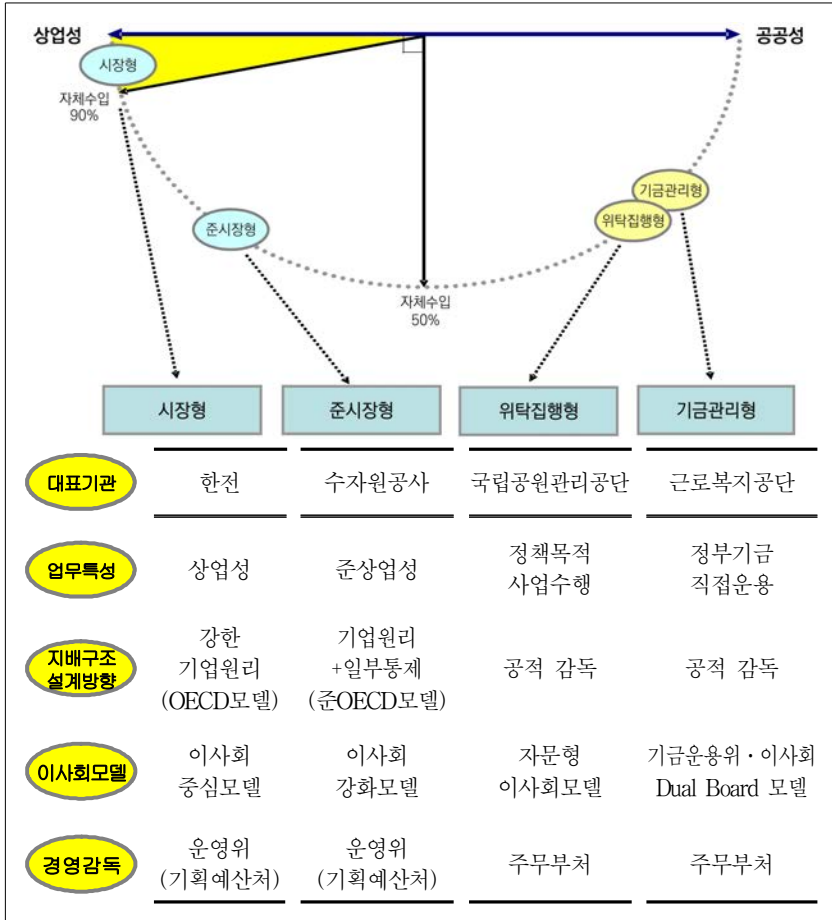 상업성
공공성
시장형
자체수입
90%
기금관리형
위탁집행형
준시장형
자체수입
50%
시장형
준시장형
위탁집행형
기금관리형
대표기관
한전
수자원공사
국립공원관리공단
근로복지공단
업무특성
상업성
준상업성
정책목적
사업수행
정부기금
직접운용
지배구조
설계방향
강한
기업원리
(OECD모델)
기업원리
+일부통제
(준OECD모델)
공적 감독
공적 감독
이사회모델
이사회
중심모델
이사회
강화모델
자문형
이사회모델
기금운용위・이사회
Dual Board 모델
경영감독
운영위
(기획예산처)
운영위
(기획예산처)
주무부처
주무부처